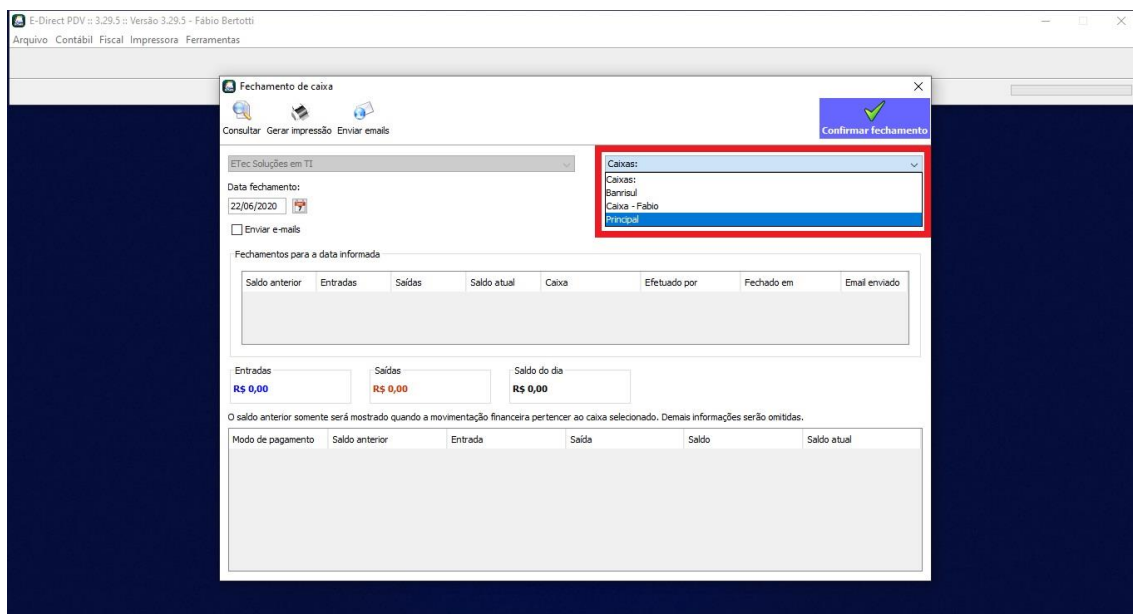 E-Direct PDV :: 3.29.5 :: Versão 3.29.5 - Fábio Bertotti
Arquivo Contábil Fiscal Impressora Ferramentas
Fechamento de caixa
Consultar Gerar impressão Enviar emails
Confirmar fechamento
ETec Soluções em TI
Caixas:
Caixas:
Banrisul
Caixa - Fabio
Principal
Data fechamento:
22/06/2020
Enviar e-mails
Fechamentos para a data informada
Saldo anterior Entradas Saídas Saldo atual Caixa Efetuado por Fechado em Email enviado
Entradas Saídas Saldo do dia
R$ 0,00 R$ 0,00 R$ 0,00
O saldo anterior somente será mostrado quando a movimentação financeira pertencer ao caixa selecionado. Demais informações serão omitidas.
Modo de pagamento Saldo anterior Entrada Saída Saldo Saldo atual